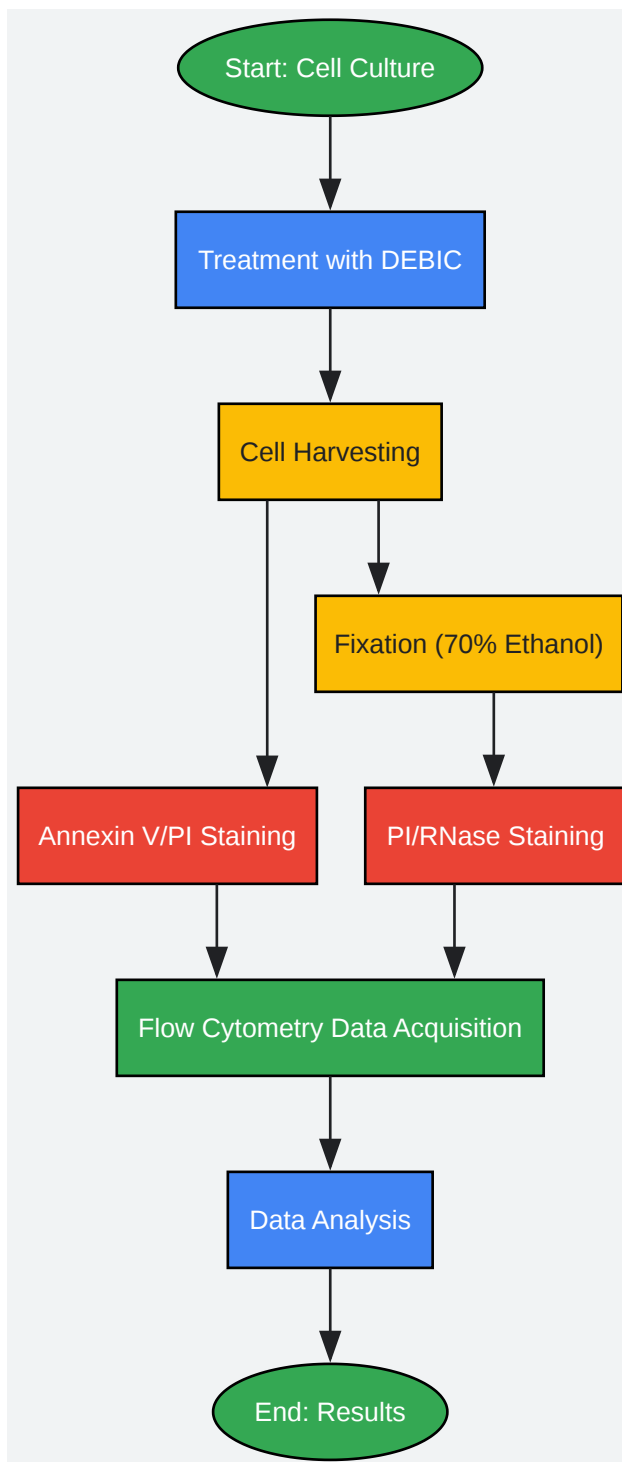 Start: Cell Culture
Treatment with DEBIC
Cell Harvesting
Fixation (70% Ethanol)
Annexin V/PI Staining
PI/RNase Staining
Flow Cytometry Data Acquisition
Data Analysis
End: Results